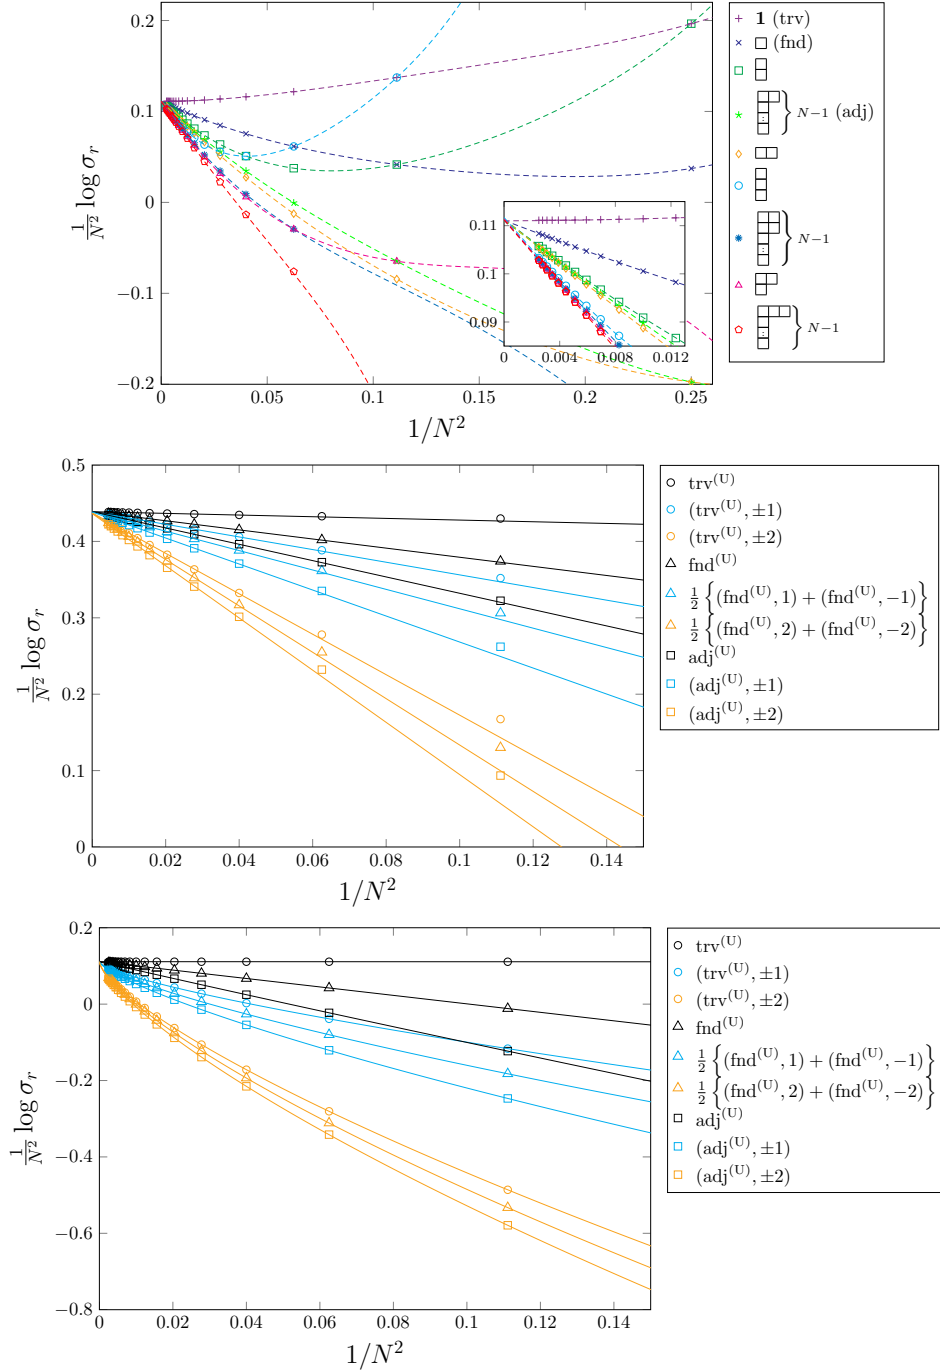 0.2
0.1
0
−0.1
−0.2
1/N² log σ_r
0 0.05 0.1 0.15 0.2 0.25
1/N²
0.11
0.1
0.09
0 0.004 0.008 0.012
1 (trv)
(fnd)
N−1 (adj)
N−1
N−1
0.5
0.4
0.3
0.2
0.1
0
1/N² log σ_r
0 0.02 0.04 0.06 0.08 0.1 0.12 0.14
1/N²
trv^(U)
(trv^(U), ±1)
(trv^(U), ±2)
fnd^(U)
1/2 {(fnd^(U), 1) + (fnd^(U), −1)}
1/2 {(fnd^(U), 2) + (fnd^(U), −2)}
adj^(U)
(adj^(U), ±1)
(adj^(U), ±2)
0.2
0
−0.2
−0.4
−0.6
−0.8
1/N² log σ_r
0 0.02 0.04 0.06 0.08 0.1 0.12 0.14
1/N²
trv^(U)
(trv^(U), ±1)
(trv^(U), ±2)
fnd^(U)
1/2 {(fnd^(U), 1) + (fnd^(U), −1)}
1/2 {(fnd^(U), 2) + (fnd^(U), −2)}
adj^(U)
(adj^(U), ±1)
(adj^(U), ±2)